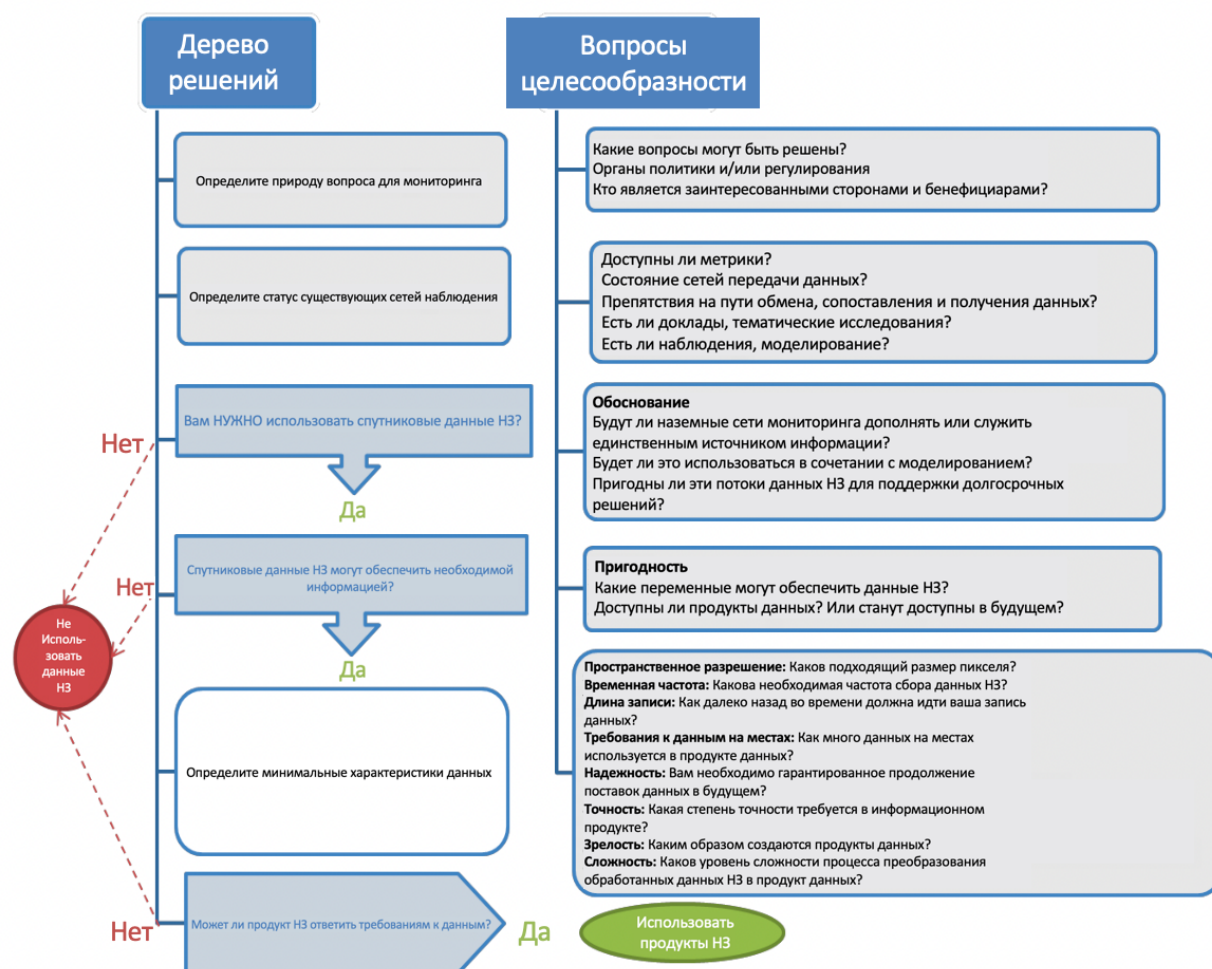 Дерево
решений
Вопросы
целесообразности
Определите природу вопроса для мониторинга
Какие вопросы могут быть решены?
Органы политики и/или регулирования
Кто является заинтересованными сторонами и бенефициарами?
Определите статус существующих сетей наблюдения
Доступны ли метрики?
Состояние сетей передачи данных?
Препятствия на пути обмена, сопоставления и получения данных?
Есть ли доклады, тематические исследования?
Есть ли наблюдения, моделирование?
Вам НУЖНО использовать спутниковые данные НЗ?
Нет
Да
Обоснование
Будут ли наземные сети мониторинга дополнять или служить
единственным источником информации?
Будет ли это использоваться в сочетании с моделированием?
Пригодны ли эти потоки данных НЗ для поддержки долгосрочных
решений?
Спутниковые данные НЗ могут обеспечить необходимой
информацией?
Нет
Да
Пригодность
Какие переменные могут обеспечить данные НЗ?
Доступны ли продукты данных? Или станут доступны в будущем?
Не
Исполь-
зовать
данные
НЗ
Определите минимальные характеристики данных
Пространственное разрешение: Каков подходящий размер пикселя?
Временная частота: Какова необходимая частота сбора данных НЗ?
Длина записи: Как далеко назад во времени должна идти ваша запись
данных?
Требования к данным на местах: Как много данных на местах
используется в продукте данных?
Надежность: Вам необходимо гарантированное продолжение
поставок данных в будущем?
Точность: Какая степень точности требуется в информационном
продукте?
Зрелость: Каким образом создаются продукты данных?
Сложность: Каков уровень сложности процесса преобразования
обработанных данных НЗ в продукт данных?
Может ли продукт НЗ ответить требованиям к данным?
Нет
Да
Использовать
продукты НЗ